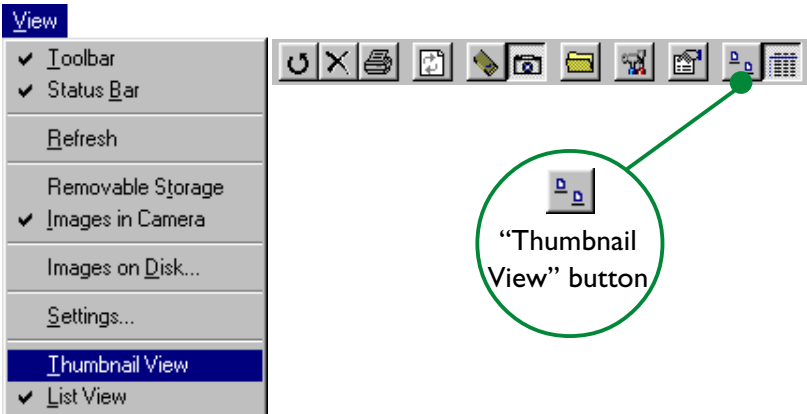 View
✔ Toolbar
✔ Status Bar
Refresh
Removable Storage
✔ Images in Camera
Images on Disk...
Settings...
Thumbnail View
✔ List View
“Thumbnail
View” button